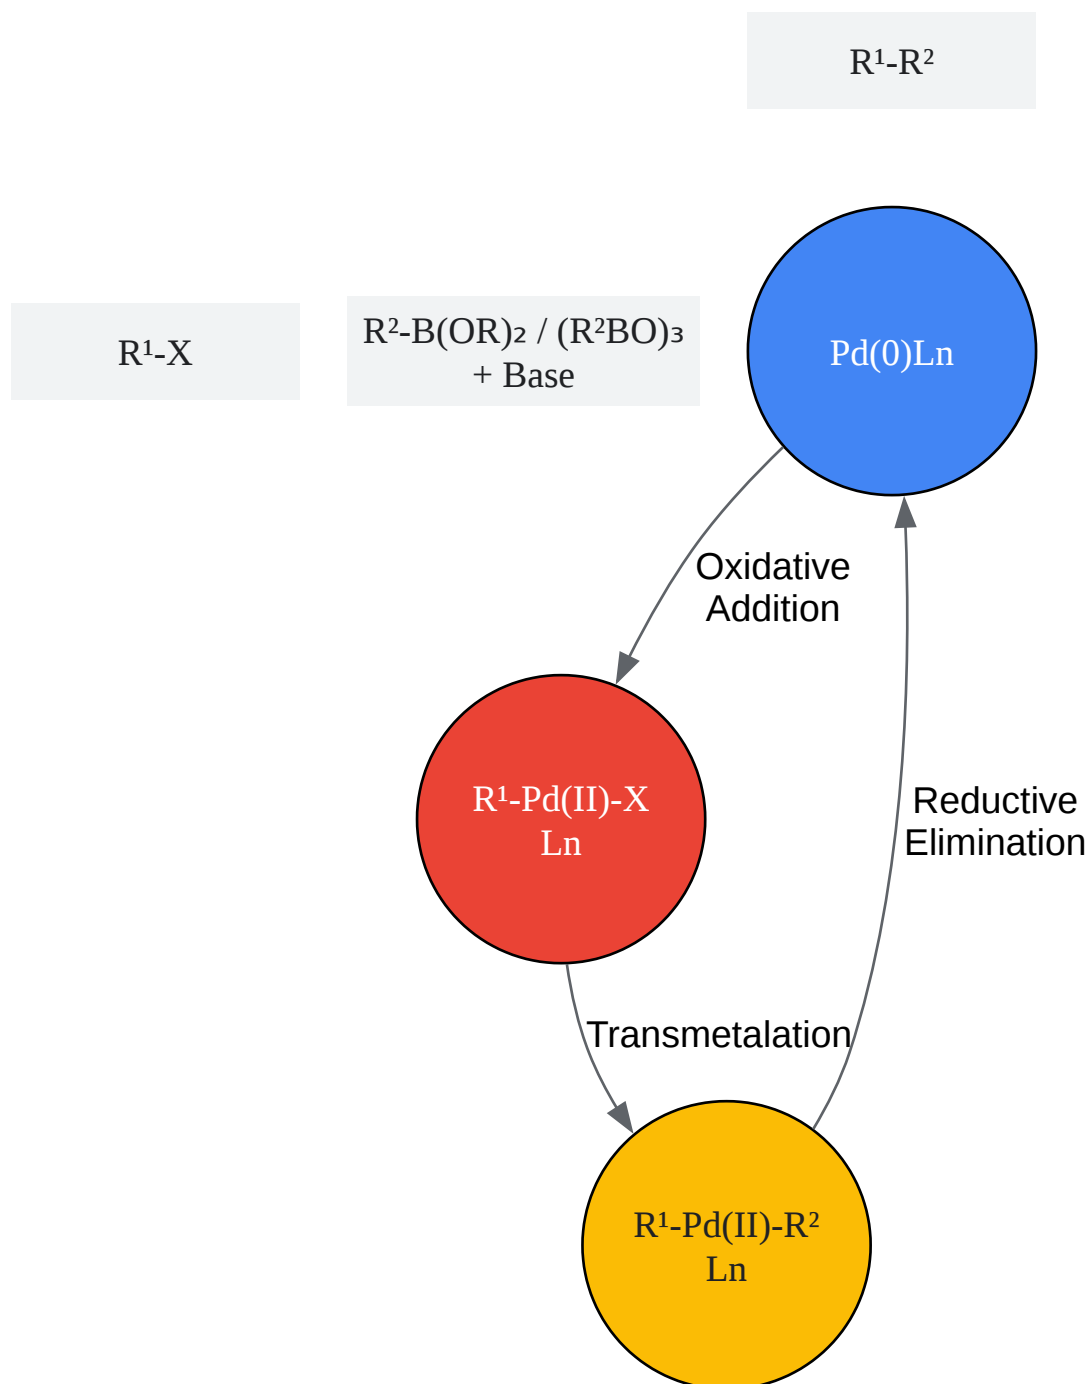 R¹-R²
R¹-X
R²-B(OR)₂ / (R²BO)₃
+ Base
Pd(0)Ln
Oxidative
Addition
R¹-Pd(II)-X
Ln
Reductive
Elimination
Transmetalation
R¹-Pd(II)-R²
Ln